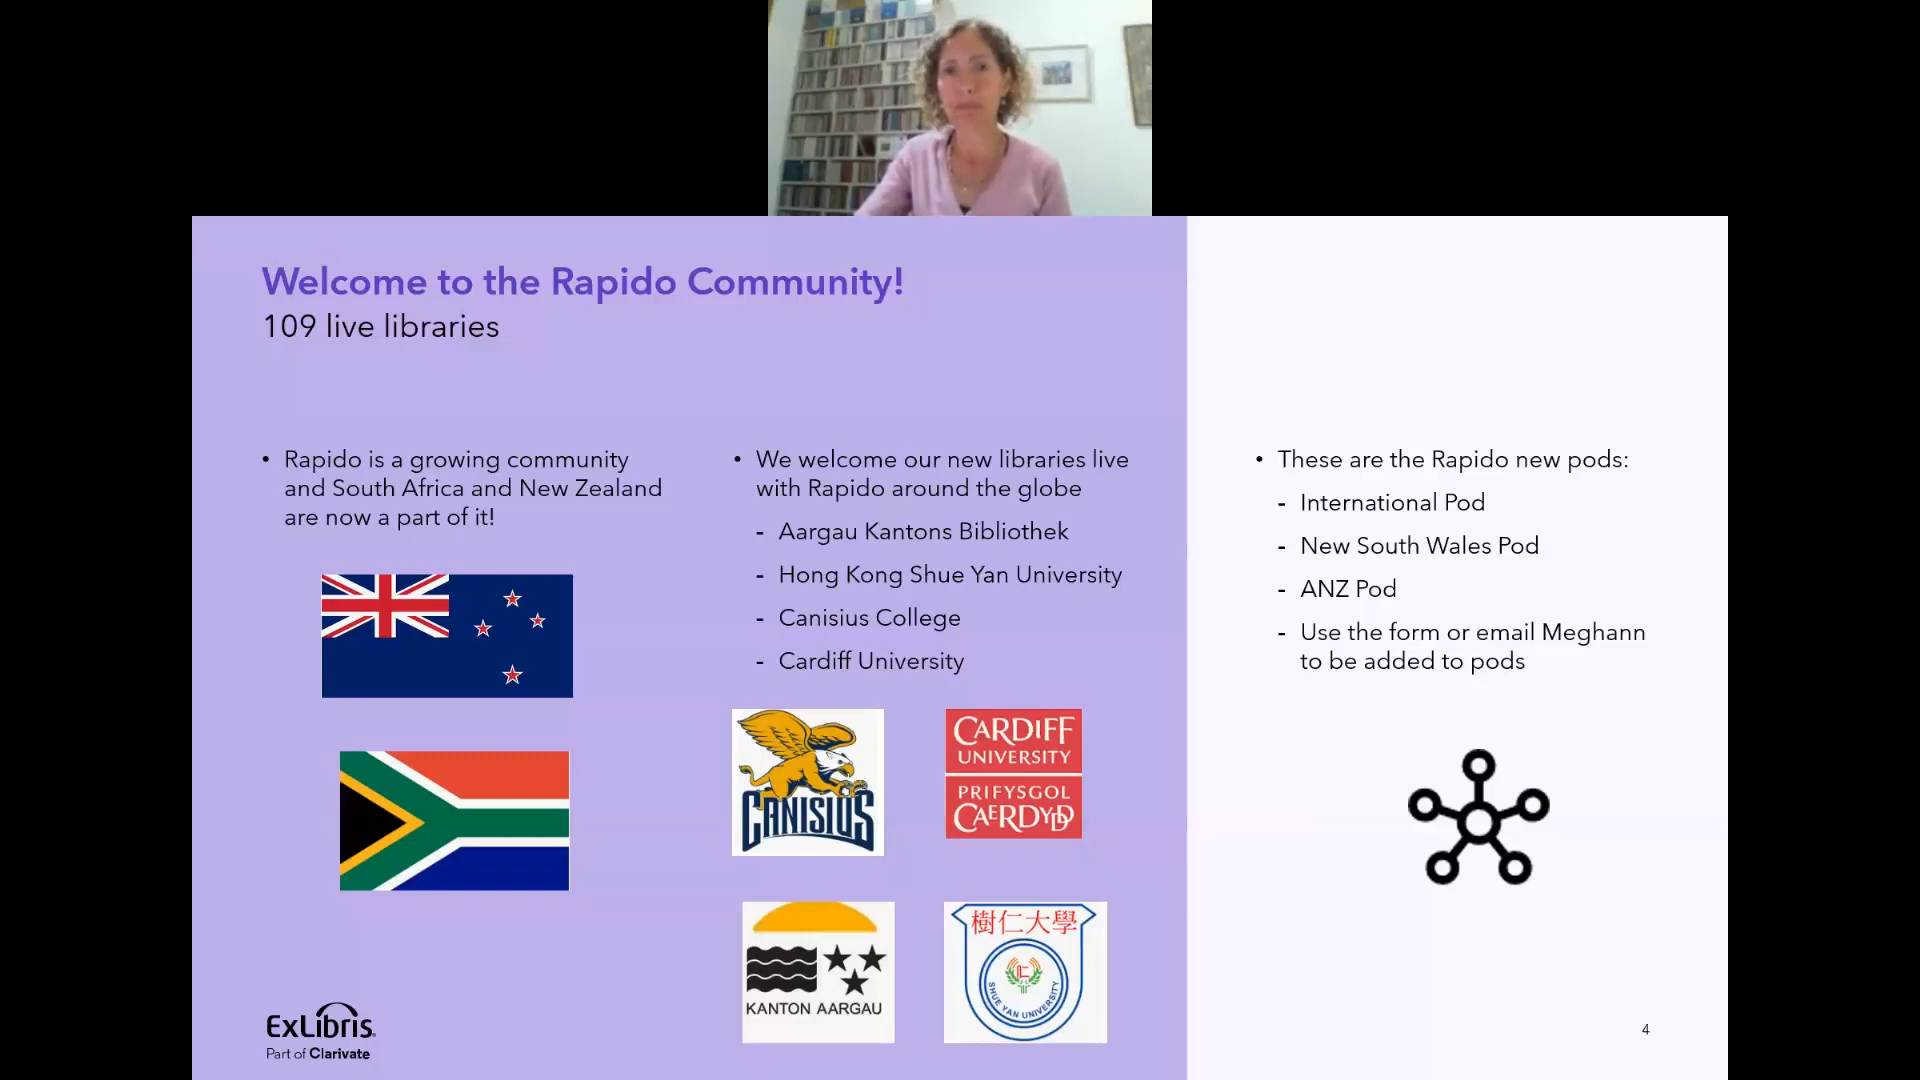 Welcome to the Rapido Community!
109 live libraries
• Rapido is a growing community
and South Africa and New Zealand
are now a part of it!
• We welcome our new libraries live
with Rapido around the globe
- Aargau Kantons Bibliothek
- Hong Kong Shue Yan University
- Canisius College
- Cardiff University
CANISIUS
CARDIFF
UNIVERSITY
PRIFYSGOL
CAERDYDD
KANTON AARGAU
樹仁大學
仁
SHUE YAN UNIVERSITY
• These are the Rapido new pods:
- International Pod
- New South Wales Pod
- ANZ Pod
- Use the form or email Meghann
to be added to pods
ExLibris
Part of Clarivate
4